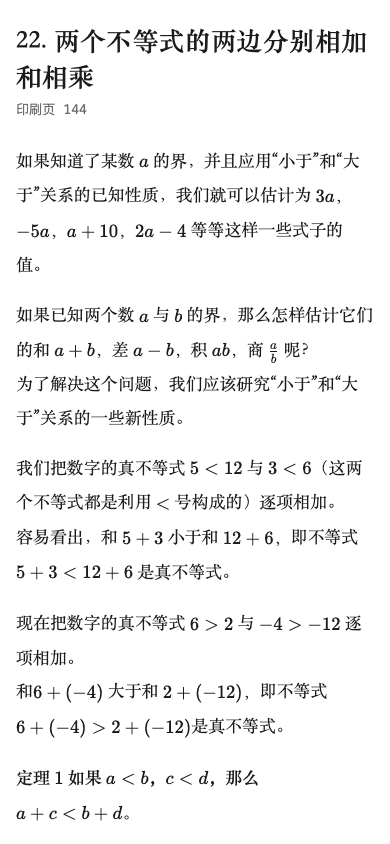 22. 两个不等式的两边分别相加
和相乘
印刷页 144
如果知道了某数 a 的界，并且应用“小于”和“大
于”关系的已知性质，我们就可以估计为 3a，
−5a，a + 10，2a − 4 等等这样一些式子的
值。
如果已知两个数 a 与 b 的界，那么怎样估计它们
的和 a + b，差 a − b，积 ab，商 a/b 呢？
为了解决这个问题，我们应该研究“小于”和“大
于”关系的一些新性质。
我们把数字的真不等式 5 < 12 与 3 < 6（这两
个不等式都是利用 < 号构成的）逐项相加。
容易看出，和 5 + 3 小于和 12 + 6，即不等式
5 + 3 < 12 + 6 是真不等式。
现在把数字的真不等式 6 > 2 与 −4 > −12 逐
项相加。
和6 + (−4) 大于和 2 + (−12)，即不等式
6 + (−4) > 2 + (−12)是真不等式。
定理 1 如果 a < b，c < d，那么
a + c < b + d。